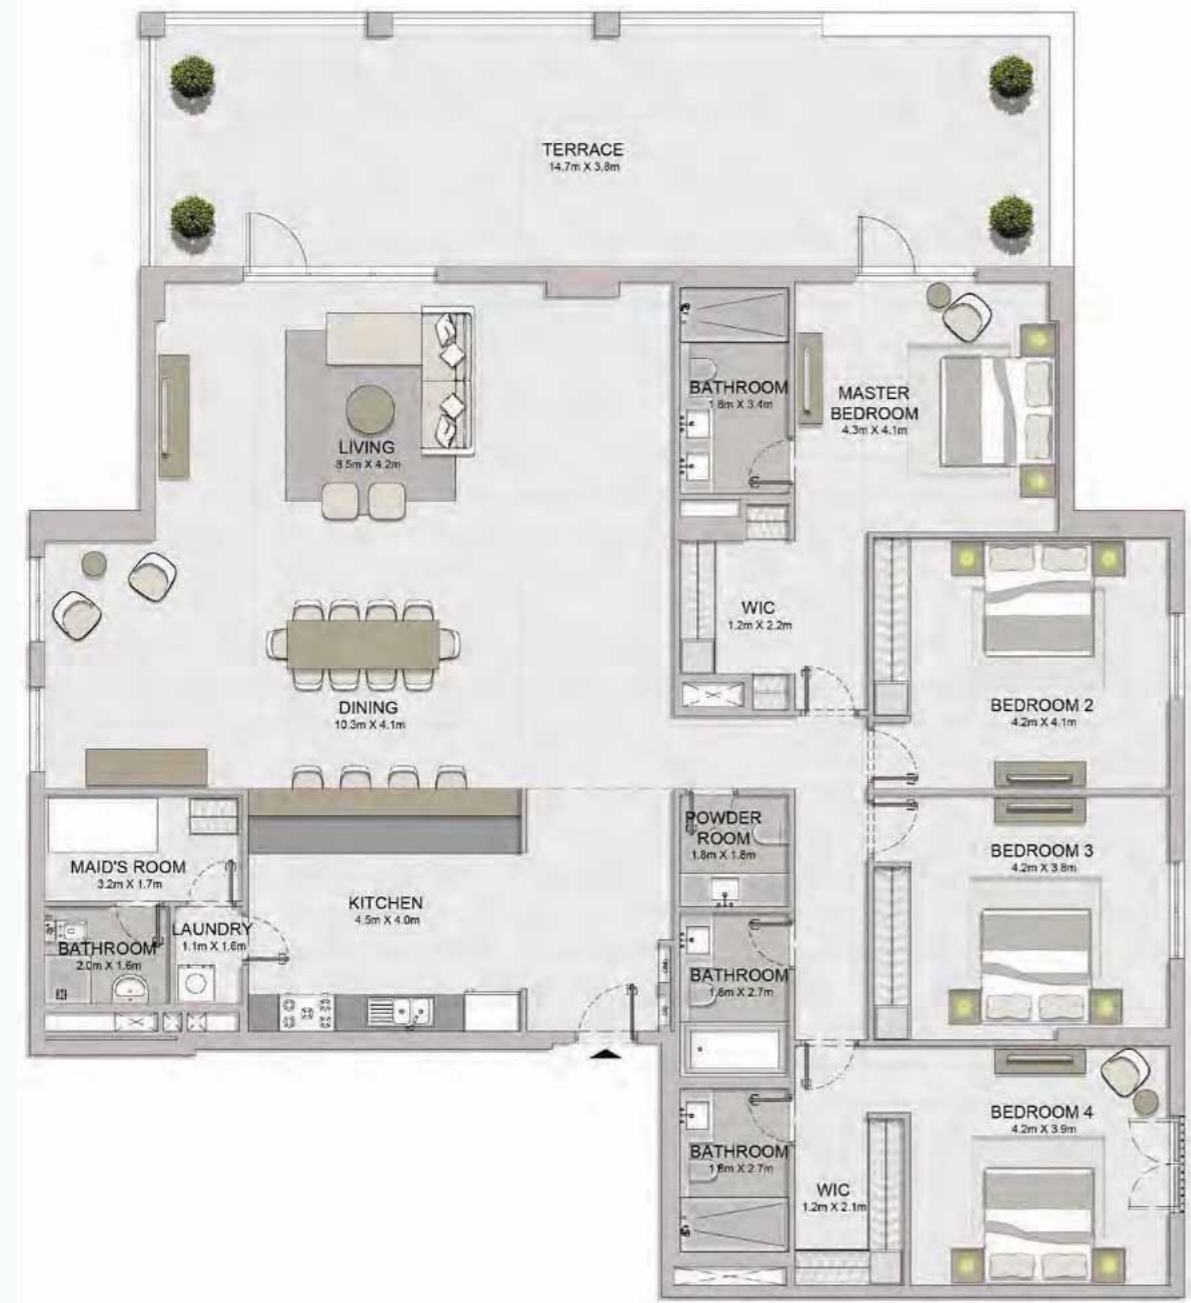 TERRACE
14.7m X 3.8m
BATHROOM
1.8m X 3.4m
MASTER
BEDROOM
4.3m X 4.1m
LIVING
8.5m X 4.2m
WIC
1.2m X 2.2m
DINING
10.3m X 4.1m
BEDROOM 2
4.2m X 4.1m
POWDER
ROOM
1.8m X 1.8m
BEDROOM 3
4.2m X 3.8m
MAID'S ROOM
3.2m X 1.7m
KITCHEN
4.5m X 4.0m
LAUNDRY
1.1m X 1.6m
BATHROOM
2.0m X 1.6m
BATHROOM
1.8m X 2.7m
BEDROOM 4
4.2m X 3.9m
BATHROOM
1.8m X 2.7m
WIC
1.2m X 2.1m